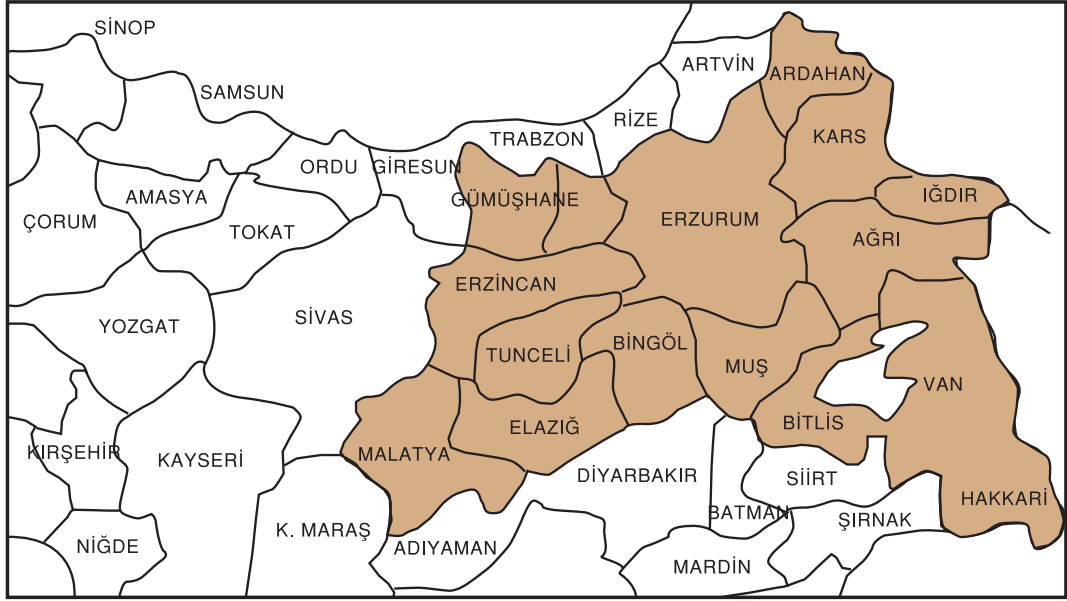 SİNOP
SAMSUN
ARTVİN
ARDAHAN
RİZE
TRABZON
KARS
ORDU
GİRESUN
AMASYA
GÜMÜŞHANE
IĞDIR
ÇORUM
TOKAT
ERZURUM
AĞRI
ERZİNCAN
SİVAS
YOZGAT
TUNCELİ
BİNGÖL
MUŞ
VAN
ELAZIĞ
BİTLİS
KIRŞEHİR
KAYSERİ
MALATYA
DİYARBAKIR
SİİRT
HAKKARİ
BATMAN
ŞIRNAK
K. MARAŞ
NİĞDE
ADIYAMAN
MARDİN